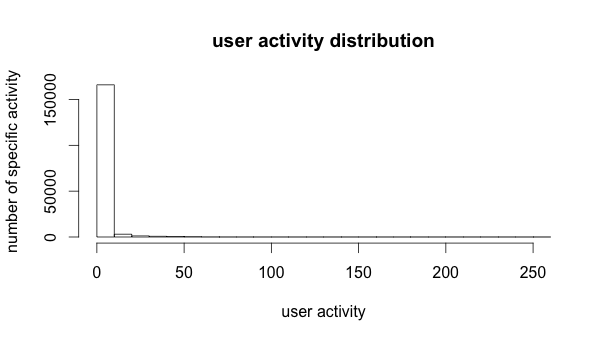 user activity distribution
number of specific activity
150000
50000
0
0 50 100 150 200 250
user activity